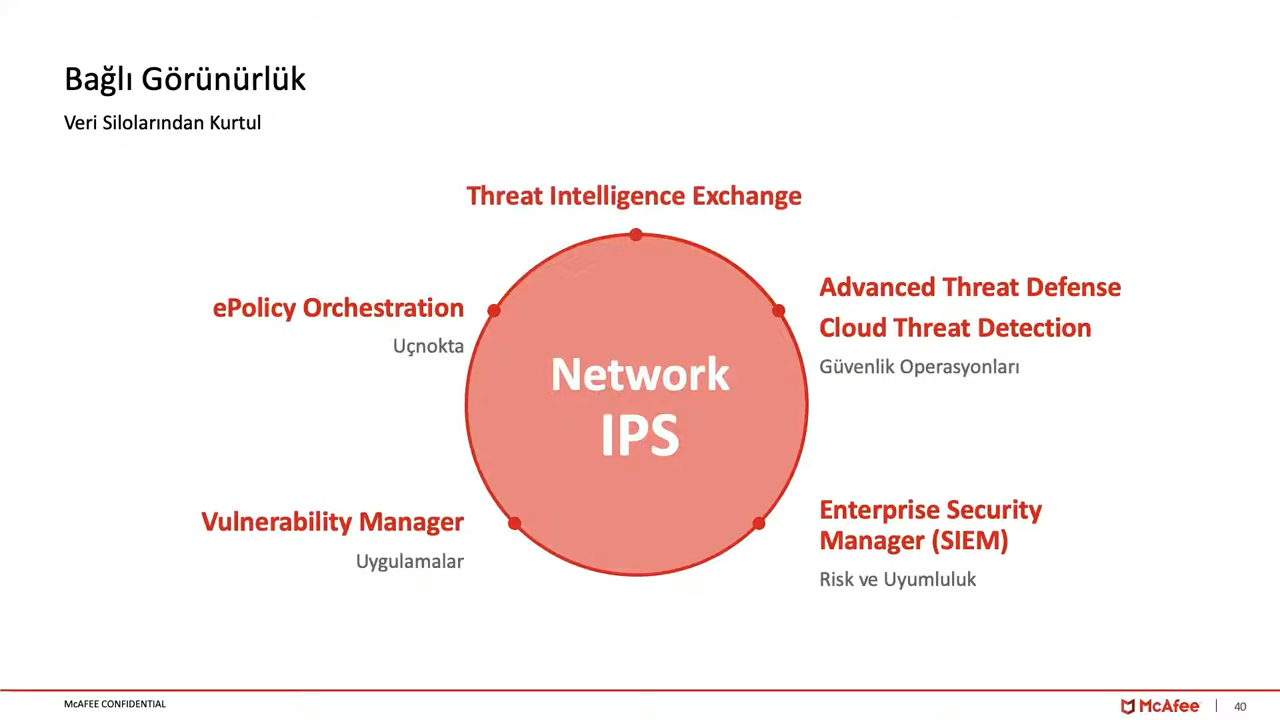 Bağlı Görünürlük
Veri Silolarından Kurtul
Threat Intelligence Exchange
ePolicy Orchestration
Uçnokta
Advanced Threat Defense
Cloud Threat Detection
Güvenlik Operasyonları
Network
IPS
Vulnerability Manager
Uygulamalar
Enterprise Security
Manager (SIEM)
Risk ve Uyumluluk
McAFEE CONFIDENTIAL
McAfee
40